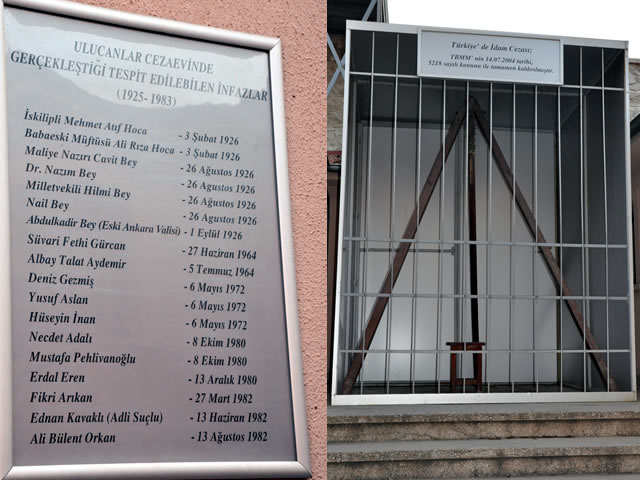 ULUCANLAR CEZAEVİNDE
GERÇEKLEŞTİĞİ TESPİT EDİLEBİLEN İNFAZLAR
(1925-1983)
İskilipli Mehmet Atıf Hoca - 3 Şubat 1926
Babaeski Müftüsü Ali Rıza Hoca - 3 Şubat 1926
Maliye Nazırı Cavit Bey - 26 Ağustos 1926
Dr. Nazım Bey - 26 Ağustos 1926
Milletvekili Hilmi Bey - 26 Agustos 1926
Nail Bey - 26 Agustos 1926
Abdulkadir Bey (Eski Ankara Valisi) - 1 Eylül 1926
Süvari Fethi Gürcan - 27 Haziran 1964
Albay Talat Aydemir - 5 Temmuz 1964
Deniz Gezmiş - 6 Mayıs 1972
Yusuf Aslan - 6 Mayıs 1972
Hüseyin İnan - 6 Mayıs 1972
Necdet Adalı - 8 Ekim 1980
Mustafa Pehlivanoğlu - 8 Ekim 1980
Erdal Eren - 13 Aralık 1980
Fikri Arıkan - 27 Mart 1982
Ednan Kavaklı (Adli Suçlu) - 13 Haziran 1982
Ali Bülent Orkan - 13 Ağustos 1982
Türkiye' de İdam Cezası;
TBMM' nin 14.07.2004 tarihi,
5218 sayılı kanunu ile tamamen kaldırılmıştır.